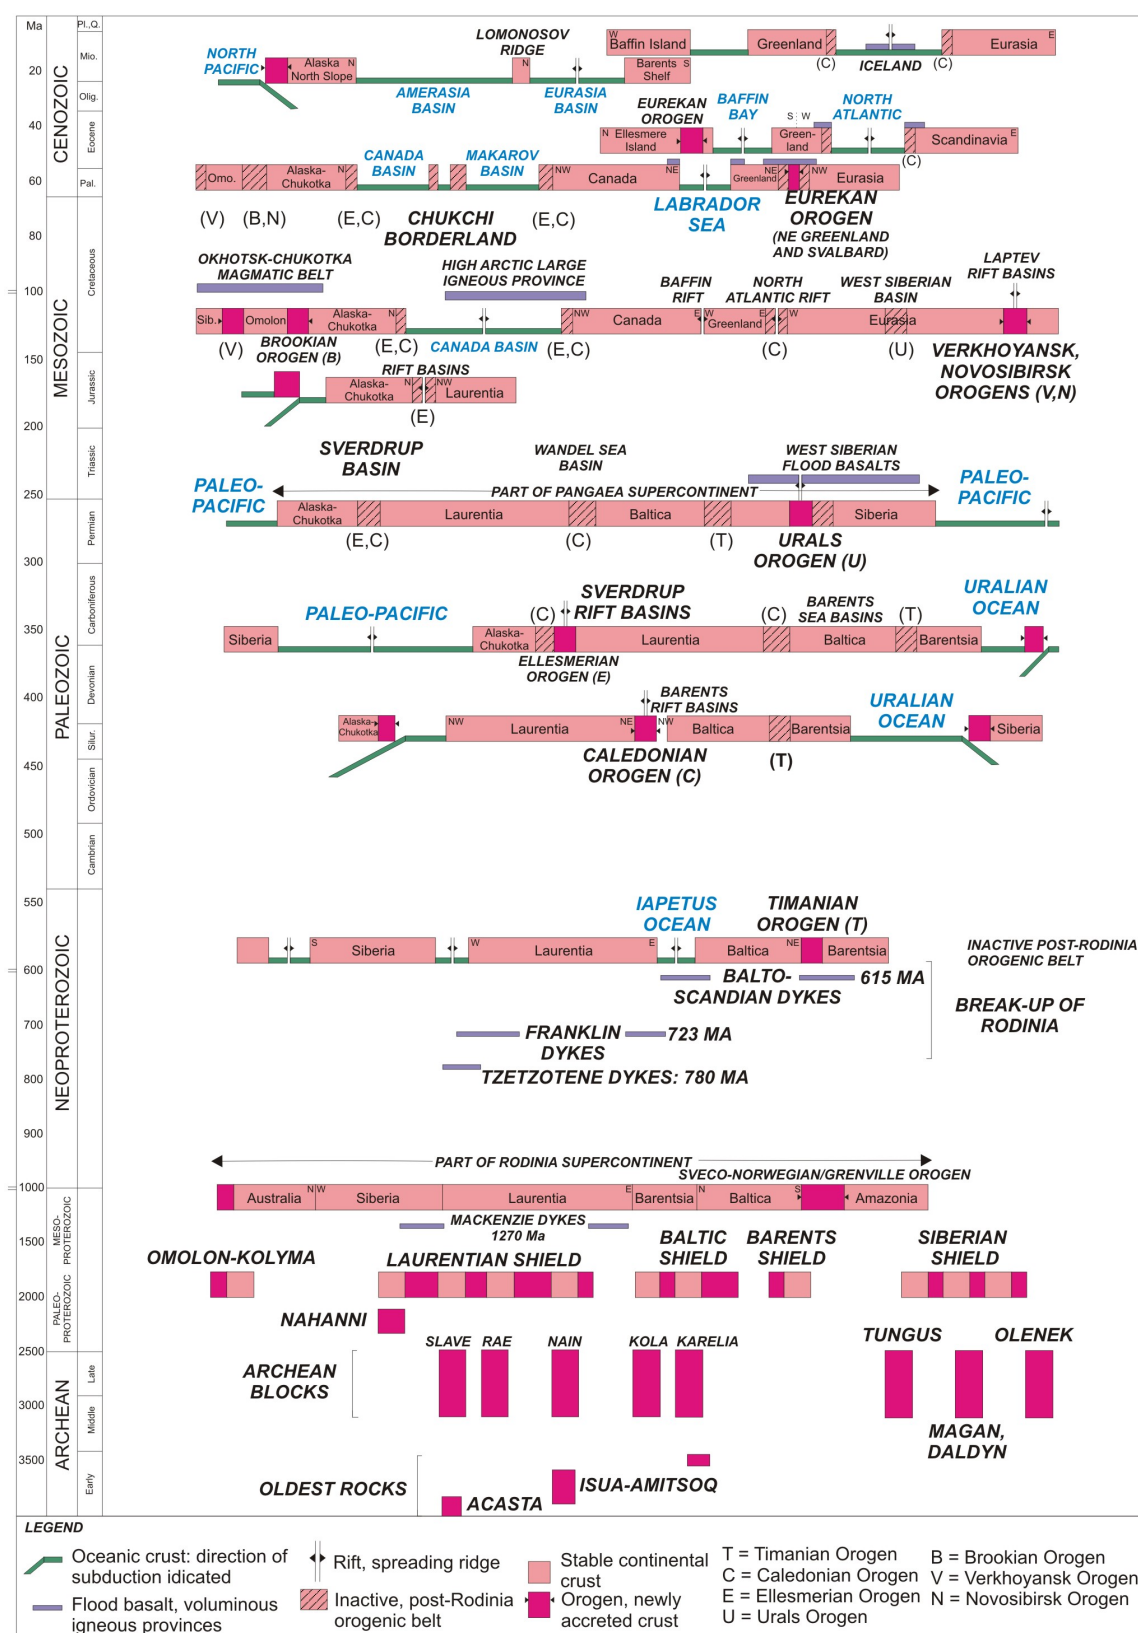 Ma
Pl.,Q.
Mio.
20
Olig.
CENOZOIC
40
Eocene
60
Pal.
LOMONOSOV
RIDGE
W
Baffin Island
Greenland
E
Eurasia
(C)
ICELAND
(C)
NORTH
PACIFIC
Alaska
North Slope
N
N
Barents
Shelf
S
AMERASIA
BASIN
EURASIA
BASIN
EUREKAN
OROGEN
BAFFIN
BAY
NORTH
ATLANTIC
S W
N
Ellesmere
Island
Green-
land
Scandinavia
E
(C)
CANADA
BASIN
MAKAROV
BASIN
Omo.
Alaska-
Chukotka
N
NW
Canada
NE
Greenland
NE
NW
Eurasia
(V)
(B,N)
(E,C)
CHUKCHI
BORDERLAND
(E,C)
LABRADOR
SEA
EUREKAN
OROGEN
(NE GREENLAND
AND SVALBARD)
MESOZOIC
80
Cretaceous
100
150
Jurassic
200
Triassic
250
OKHOTSK-CHUKOTKA
MAGMATIC BELT
HIGH ARCTIC LARGE
IGNEOUS PROVINCE
BAFFIN
RIFT
NORTH
ATLANTIC RIFT
WEST SIBERIAN
BASIN
LAPTEV
RIFT BASINS
Sib.
Omolon
Alaska-
Chukotka
N
NW
Canada
E
W
Greenland
E
W
Eurasia
(V)
BROOKIAN
OROGEN (B)
(E,C)
CANADA BASIN
(E,C)
(C)
(U)
VERKHOYANSK,
NOVOSIBIRSK
OROGENS (V,N)
RIFT BASINS
Alaska-
Chukotka
N
NW
Laurentia
(E)
SVERDRUP
BASIN
WANDEL SEA
BASIN
WEST SIBERIAN
FLOOD BASALTS
PALEO-
PACIFIC
PART OF PANGAEA SUPERCONTINENT
PALEO-
PACIFIC
Alaska-
Chukotka
Laurentia
Baltica
Siberia
(E,C)
(C)
(T)
URALS
OROGEN (U)
PALEOZOIC
Permian
300
Carboniferous
350
Devonian
400
Silur.
450
Ordovician
500
Cambrian
PALEO-PACIFIC
(C)
SVERDRUP
RIFT BASINS
(C)
BARENTS
SEA BASINS
(T)
URALIAN
OCEAN
Siberia
Alaska-
Chukotka
Laurentia
Baltica
Barentsia
ELLESMERIAN
OROGEN (E)
BARENTS
RIFT BASINS
URALIAN
OCEAN
Alaska-
Chukotka
NW
Laurentia
NE
NW
Baltica
Barentsia
Siberia
CALEDONIAN
OROGEN (C)
(T)
NEOPROTEROZOIC
550
600
700
800
900
1000
IAPETUS
OCEAN
TIMANIAN
OROGEN (T)
S
Siberia
W
Laurentia
E
Baltica
NE
Barentsia
INACTIVE POST-RODINIA
OROGENIC BELT
BALTO-
SCANDIAN DYKES
615 MA
BREAK-UP OF
RODINIA
FRANKLIN
DYKES
723 MA
TZETZOTENE DYKES: 780 MA
PART OF RODINIA SUPERCONTINENT
SVECO-NORWEGIAN/GRENVILLE OROGEN
Australia
N
W
Siberia
Laurentia
E
Barentsia
N
Baltica
S
Amazonia
MESO-
PROTEROZOIC
1500
PALEO-
PROTEROZOIC
2000
2500
MACKENZIE DYKES
1270 Ma
OMOLON-KOLYMA
LAURENTIAN SHIELD
BALTIC
SHIELD
BARENTS
SHIELD
SIBERIAN
SHIELD
NAHANNI
ARCHEAN
Late
3000
Middle
3500
Early
SLAVE
RAE
NAIN
KOLA
KARELIA
TUNGUS
OLENEK
ARCHEAN
BLOCKS
MAGAN,
DALDYN
OLDEST ROCKS
ACASTA
ISUA-AMITSOQ
LEGEND
Oceanic crust: direction of
subduction idicated
Flood basalt, voluminous
igneous provinces
Rift, spreading ridge
Inactive, post-Rodinia
orogenic belt
Stable continental
crust
Orogen, newly
accreted crust
T = Timanian Orogen
C = Caledonian Orogen
E = Ellesmerian Orogen
U = Urals Orogen
B = Brookian Orogen
V = Verkhoyansk Orogen
N = Novosibirsk Orogen